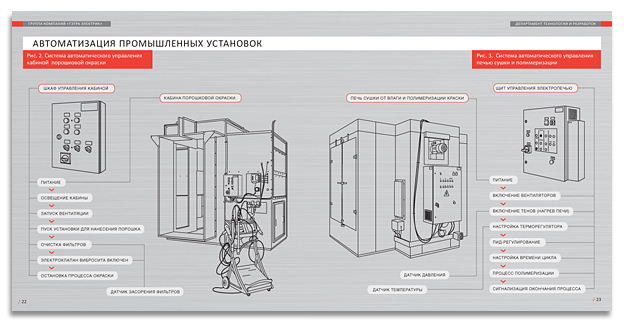 ГРУППА КОМПАНИЙ «ТЭТРА ЭЛЕКТРИК»
ДЕПАРТАМЕНТ ТЕХНОЛОГИЙ И РАЗРАБОТОК
АВТОМАТИЗАЦИЯ ПРОМЫШЛЕННЫХ УСТАНОВОК
Рис. 2. Система автоматического управления
кабиной порошковой окраски
Рис. 3. Система автоматического управления
печью сушки и полимеризации
ШКАФ УПРАВЛЕНИЯ КАБИНОЙ
КАБИНА ПОРОШКОВОЙ ОКРАСКИ
ПЕЧЬ СУШКИ ОТ ВЛАГИ И ПОЛИМЕРИЗАЦИИ КРАСКИ
ЩИТ УПРАВЛЕНИЯ ЭЛЕКТРОПЕЧЬЮ
ПИТАНИЕ
ОСВЕЩЕНИЕ КАБИНЫ
ЗАПУСК ВЕНТИЛЯЦИИ
ПУСК УСТАНОВКИ ДЛЯ НАНЕСЕНИЯ ПОРОШКА
ОЧИСТКА ФИЛЬТРОВ
ЭЛЕКТРОКЛАПАН ВИБРОСИТА ВКЛЮЧЕН
ОСТАНОВКА ПРОЦЕССА ОКРАСКИ
ДАТЧИК ЗАСОРЕНИЯ ФИЛЬТРОВ
ДАТЧИК ДАВЛЕНИЯ
ДАТЧИК ТЕМПЕРАТУРЫ
ПИТАНИЕ
ВКЛЮЧЕНИЕ ВЕНТИЛЯТОРОВ
ВКЛЮЧЕНИЕ ТЕНОВ (НАГРЕВ ПЕЧИ)
НАСТРОЙКА ТЕРМОРЕГУЛЯТОРА
ПИД-РЕГУЛИРОВАНИЕ
НАСТРОЙКА ВРЕМЕНИ ЦИКЛА
ПРОЦЕСС ПОЛИМЕРИЗАЦИИ
СИГНАЛИЗАЦИЯ ОКОНЧАНИЯ ПРОЦЕССА
/ 22
/ 23